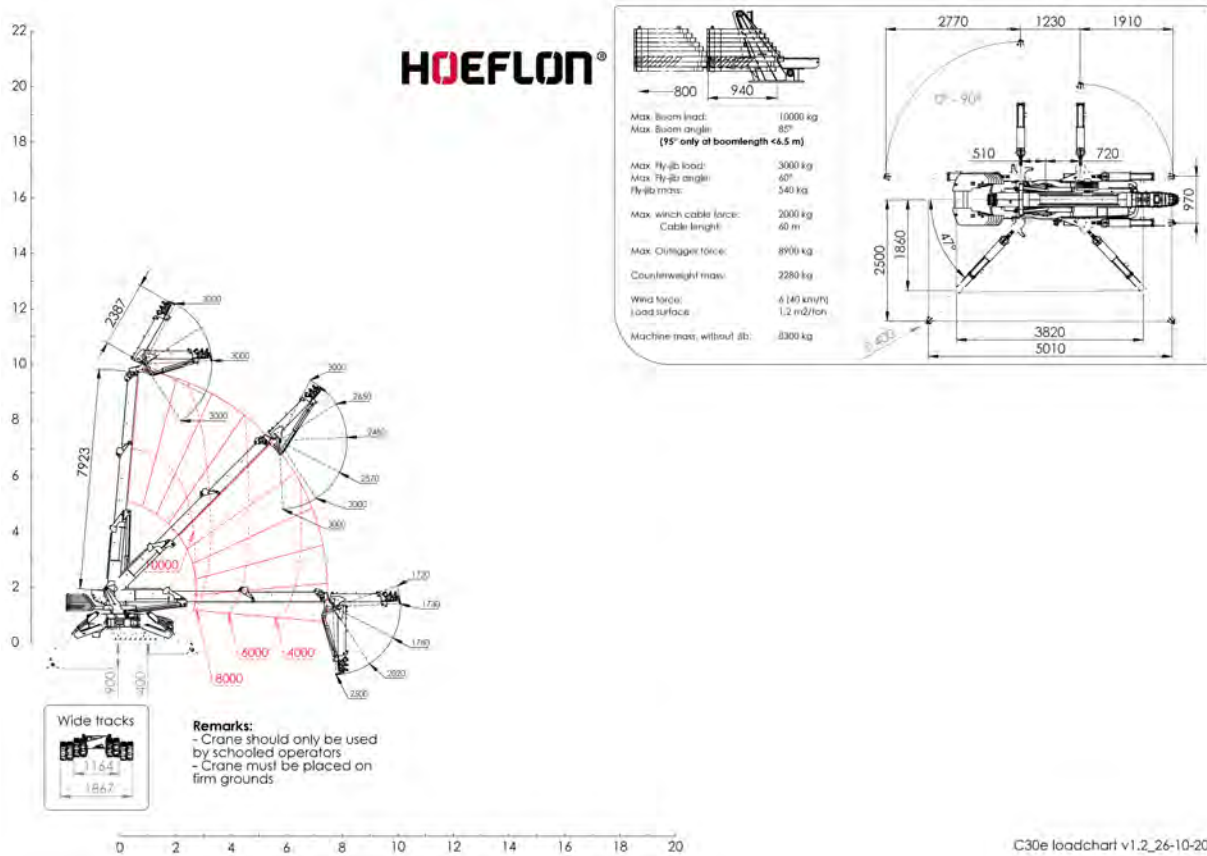 HOEFLON®
800
940
Max. Boom load: 10000 kg
Max. Boom angle: 85°
(95° only at boomlength <6.5 m)
Max. Fly-jib load: 3000 kg
Max. Fly-jib angle: 60°
Fly-jib mass: 540 kg
Max. winch cable force: 2000 kg
Cable lenght: 60 m
Max. Outrigger force: 8900 kg
Counterweight mass: 2280 kg
Wind force: 6 (40 km/h)
Load surface: 1.2 m2/ton
Machine mass, without jib: 8300 kg
2770
1230
1910
0° - 90°
510
720
970
2500
1860
47°
3820
5010
22
20
18
16
14
12
10
8
6
4
2
0
2387
3000
3000
3000
7923
3000
2650
2480
2570
3000
3000
10000
1720
1730
1760
2020
2500
6000
4000
8000
900
400
Wide tracks
1164
1867
Remarks:
- Crane should only be used
by schooled operators
- Crane must be placed on
firm grounds
0 2 4 6 8 10 12 14 16 18 20
C30e loadchart v1.2_26-10-20